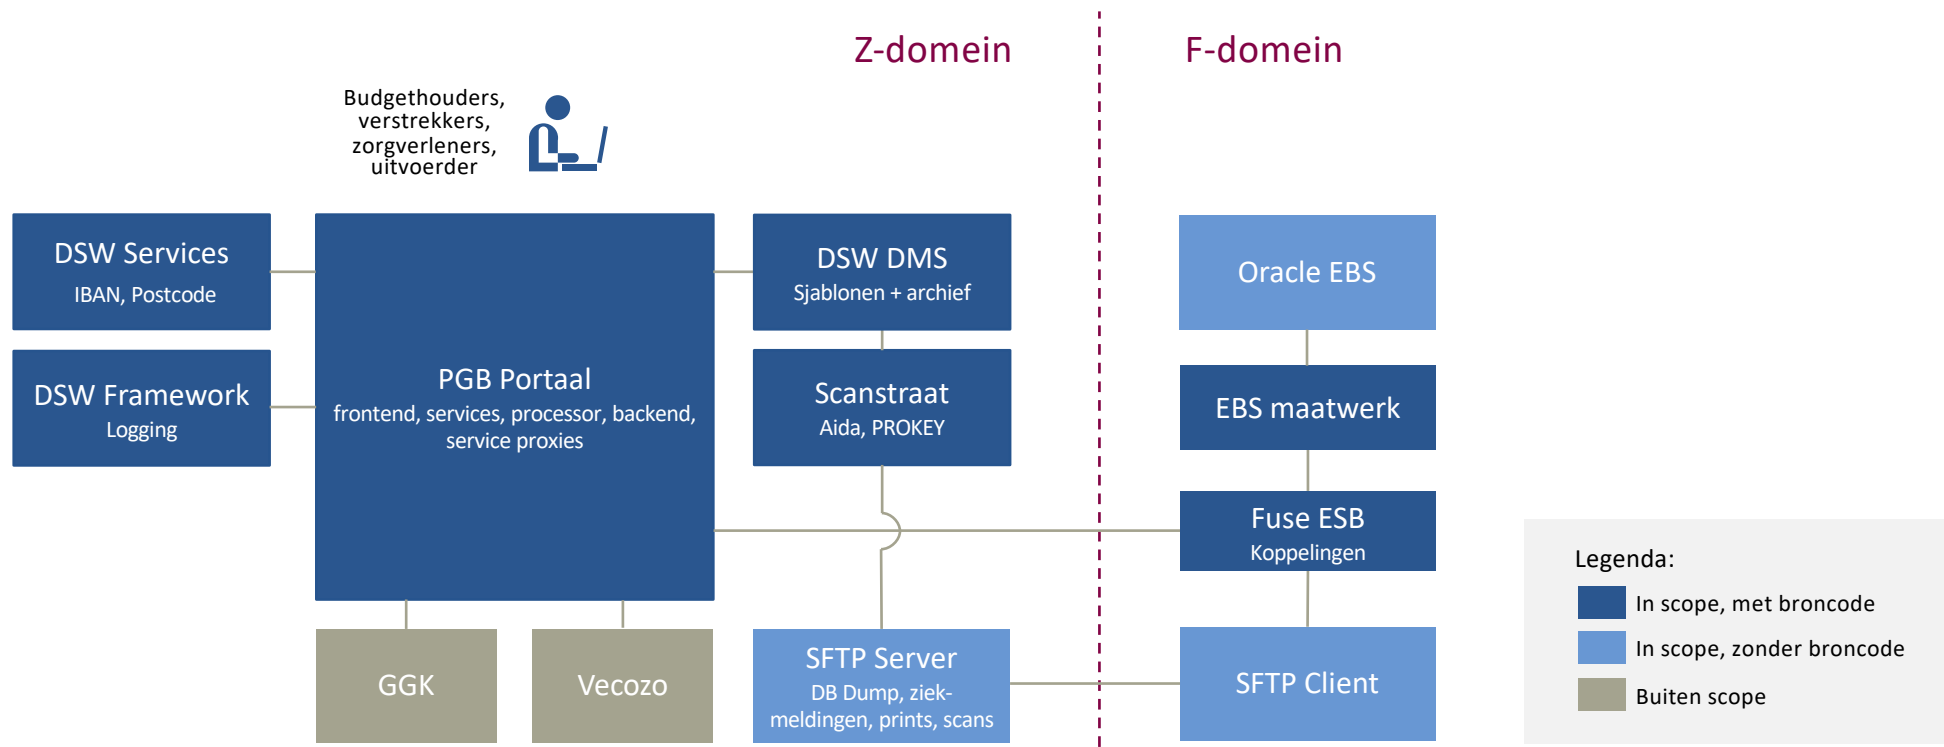 Z-domein
F-domein
Budgethouders,
verstrekkers,
zorgverleners,
uitvoerder
DSW Services
IBAN, Postcode
DSW Framework
Logging
PGB Portaal
frontend, services, processor, backend,
service proxies
DSW DMS
Sjablonen + archief
Scanstraat
Aida, PROKEY
Oracle EBS
EBS maatwerk
Fuse ESB
Koppelingen
GGK
Vecozo
SFTP Server
DB Dump, ziek-
meldingen, prints, scans
SFTP Client
Legenda:
In scope, met broncode
In scope, zonder broncode
Buiten scope